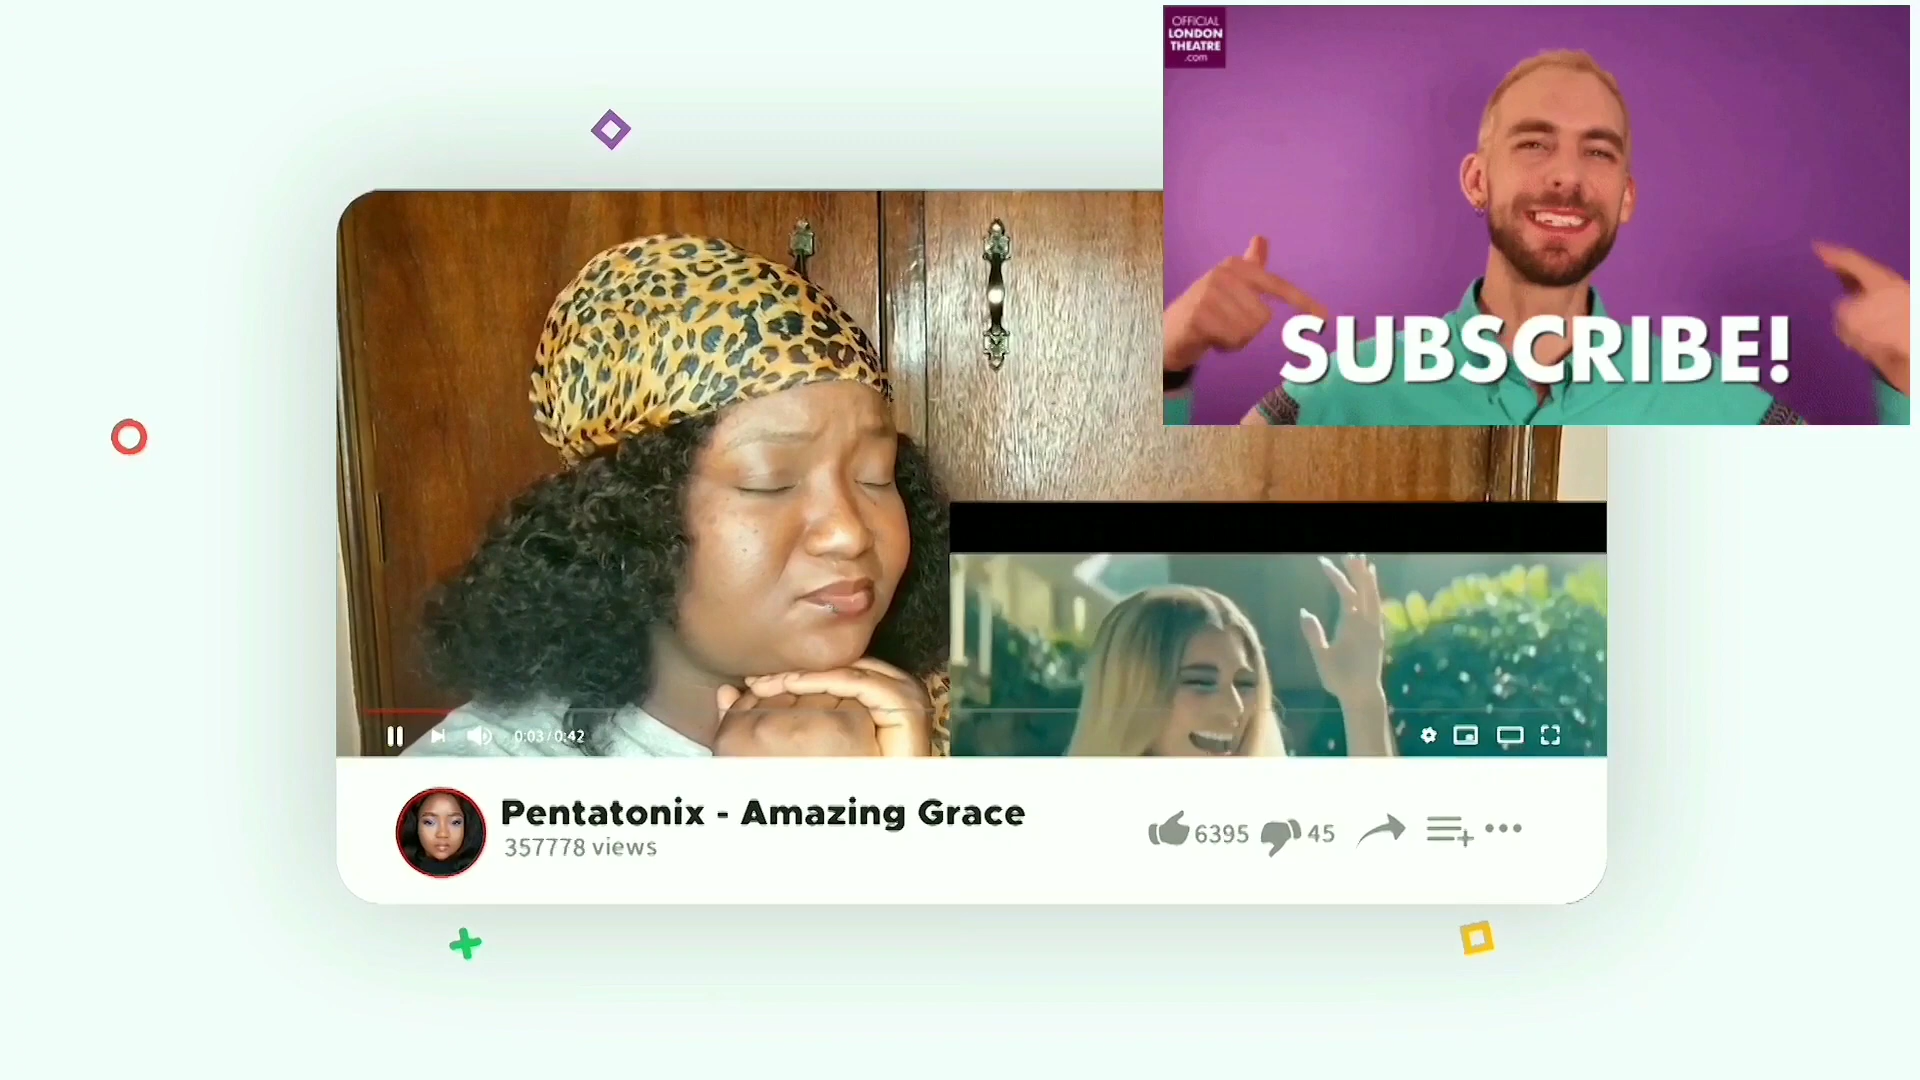 OFFICIAL
LONDON
THEATRE
.com
SUBSCRIBE!
0:03 / 0:42
Pentatonix - Amazing Grace
357778 views
6395
45